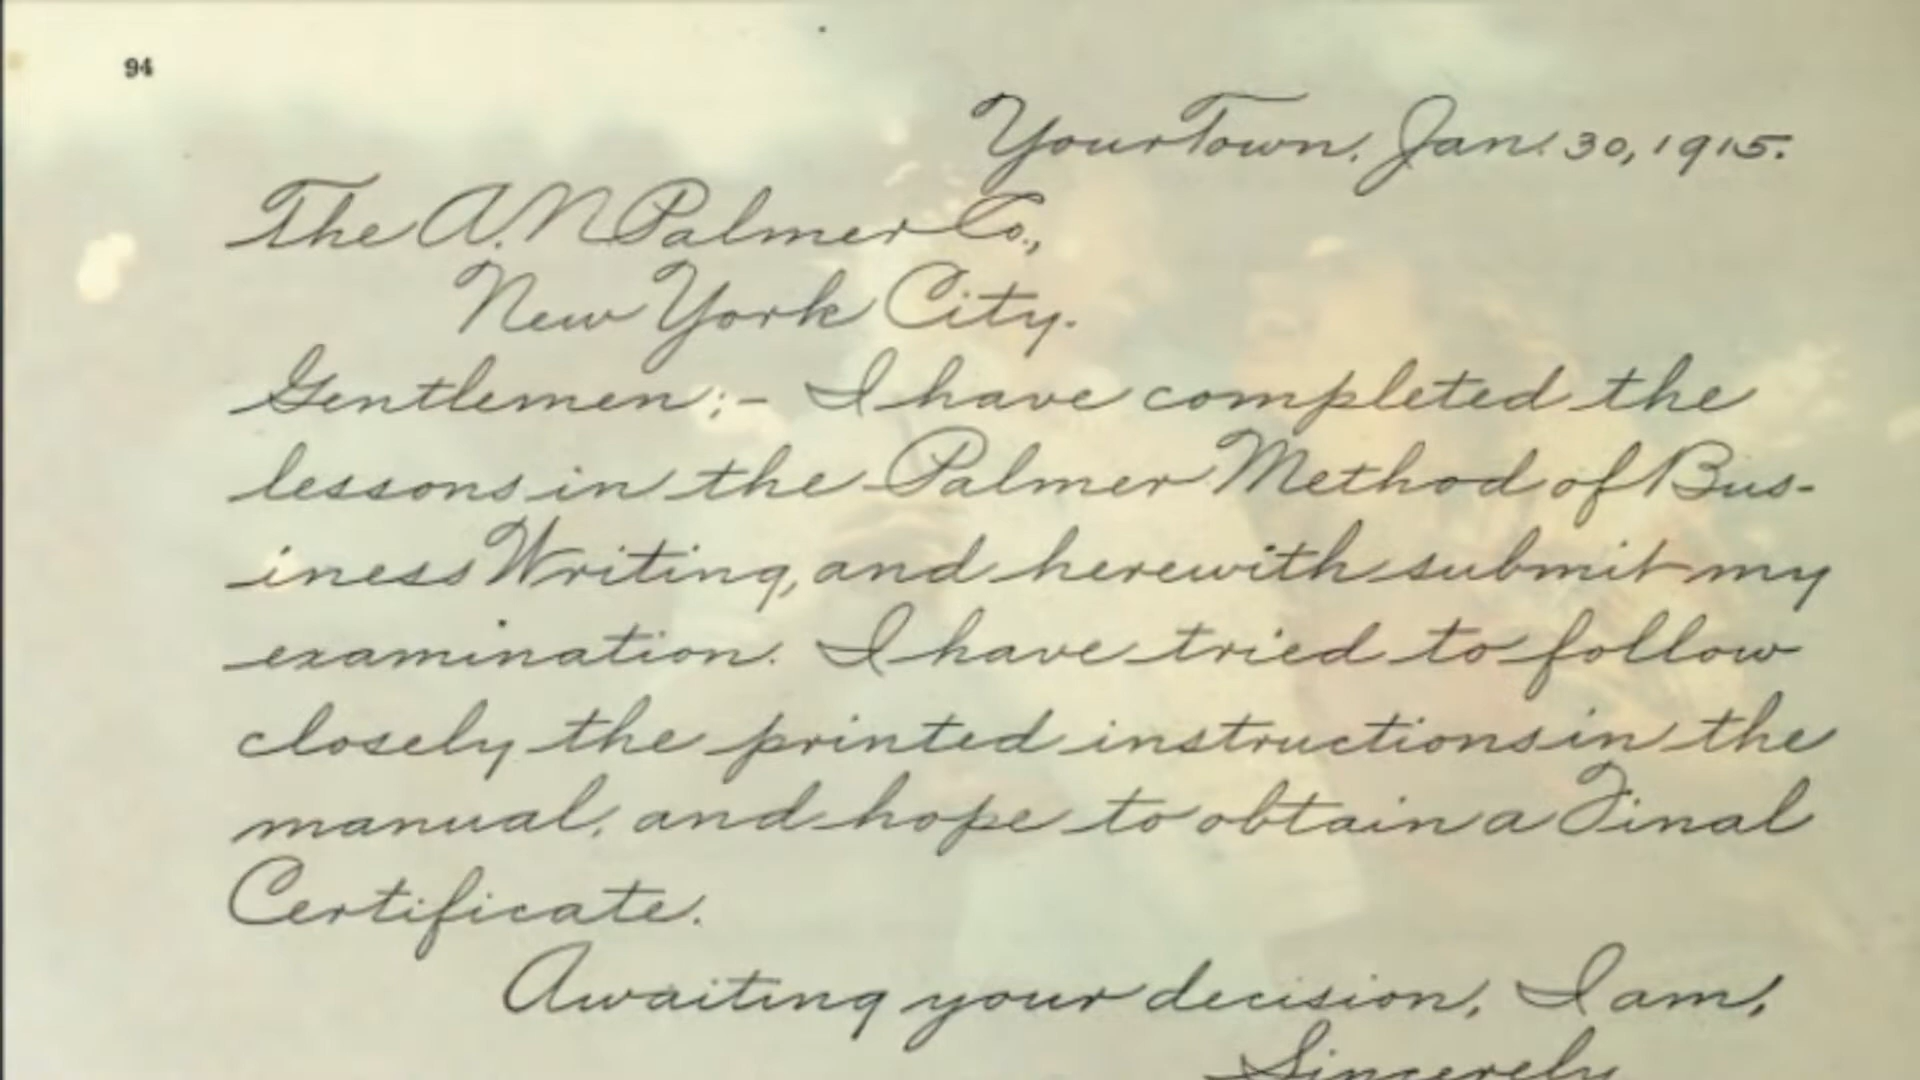 94
Your Town, Jan. 30, 1915.
The A. N. Palmer Co.,
New York City.
Gentlemen:- I have completed the
lessons in the Palmer Method of Bus-
iness Writing, and herewith submit my
examination. I have tried to follow
closely the printed instructions in the
manual, and hope to obtain a Final
Certificate.
Awaiting your decision, I am,
Sincerely